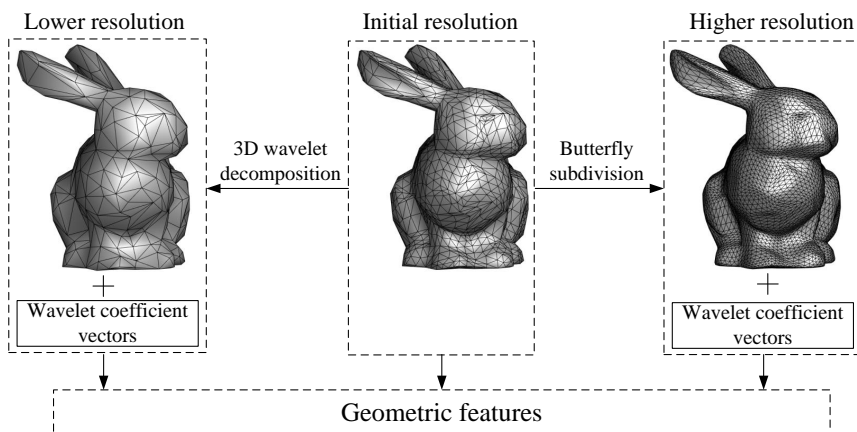 Lower resolution
Initial resolution
Higher resolution
3D wavelet
decomposition
Butterfly
subdivision
+
Wavelet coefficient
vectors
+
Wavelet coefficient
vectors
Geometric features